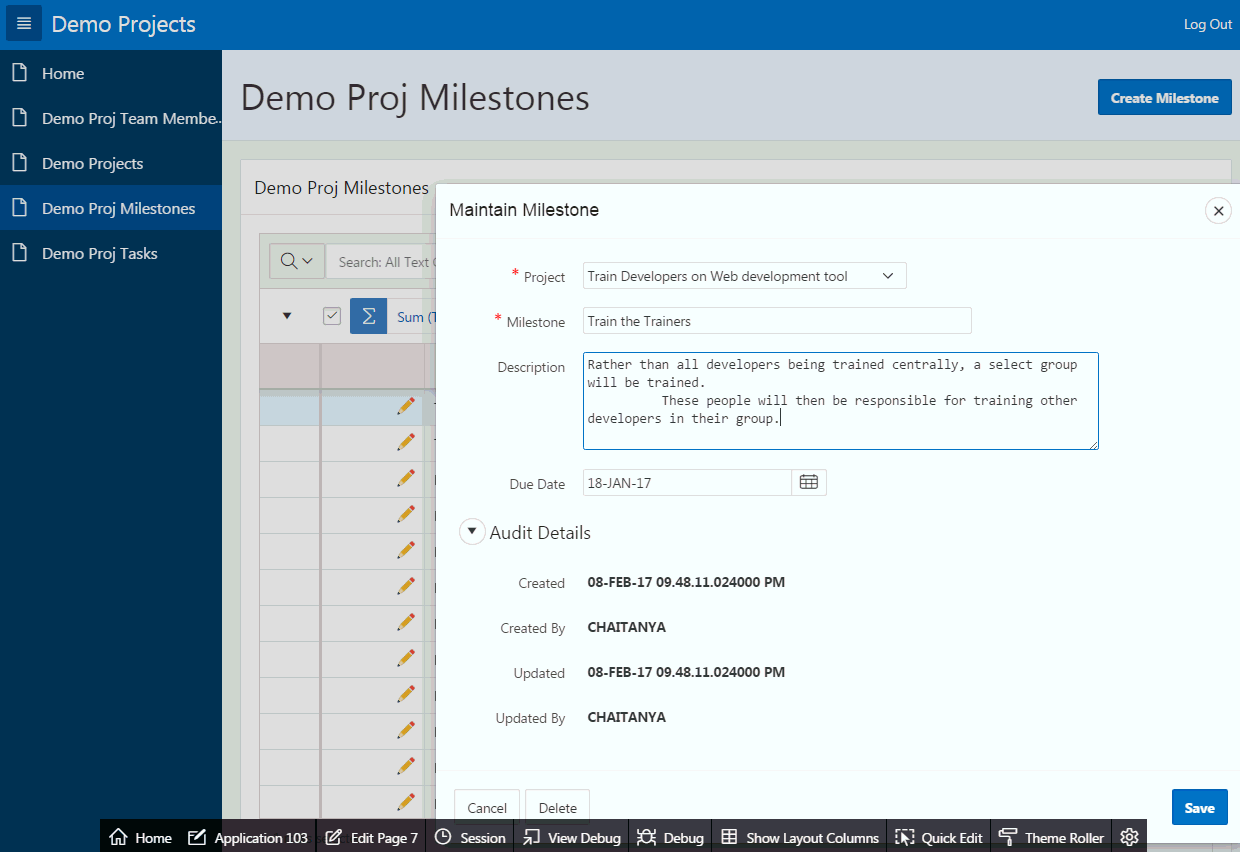 Demo Projects
Log Out
Home
Demo Proj Team Membe..
Demo Projects
Demo Proj Milestones
Demo Proj Tasks
Demo Proj Milestones
Create Milestone
Demo Proj Milestones
Search: All Text
Sum (
Maintain Milestone
* Project
Train Developers on Web development tool
* Milestone
Train the Trainers
Description
Rather than all developers being trained centrally, a select group
will be trained.
These people will then be responsible for training other
developers in their group.
Due Date
18-JAN-17
Audit Details
Created
08-FEB-17 09.48.11.024000 PM
Created By
CHAITANYA
Updated
08-FEB-17 09.48.11.024000 PM
Updated By
CHAITANYA
Cancel
Delete
Save
Home
Application 103
Edit Page 7
Session
View Debug
Debug
Show Layout Columns
Quick Edit
Theme Roller